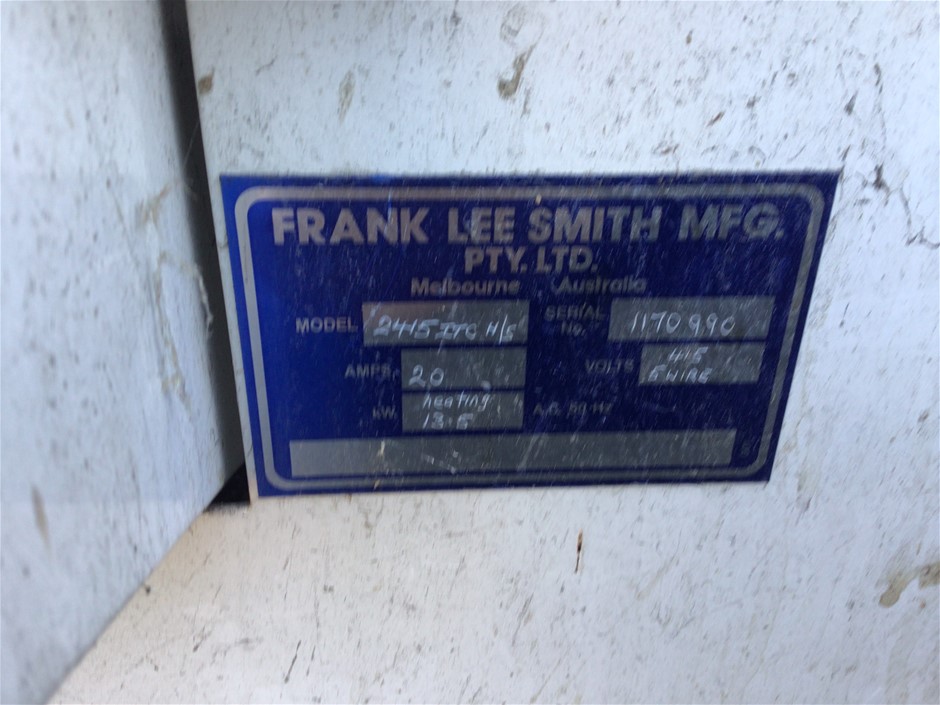 FRANK LEE SMITH MFG.
PTY. LTD.
Melbourne Australia
MODEL 2415 ITC H/S SERIAL No. 1170990
AMPS. 20 VOLTS 415 5 WIRE
kW. heating 13.5 A.C. 50 Hz